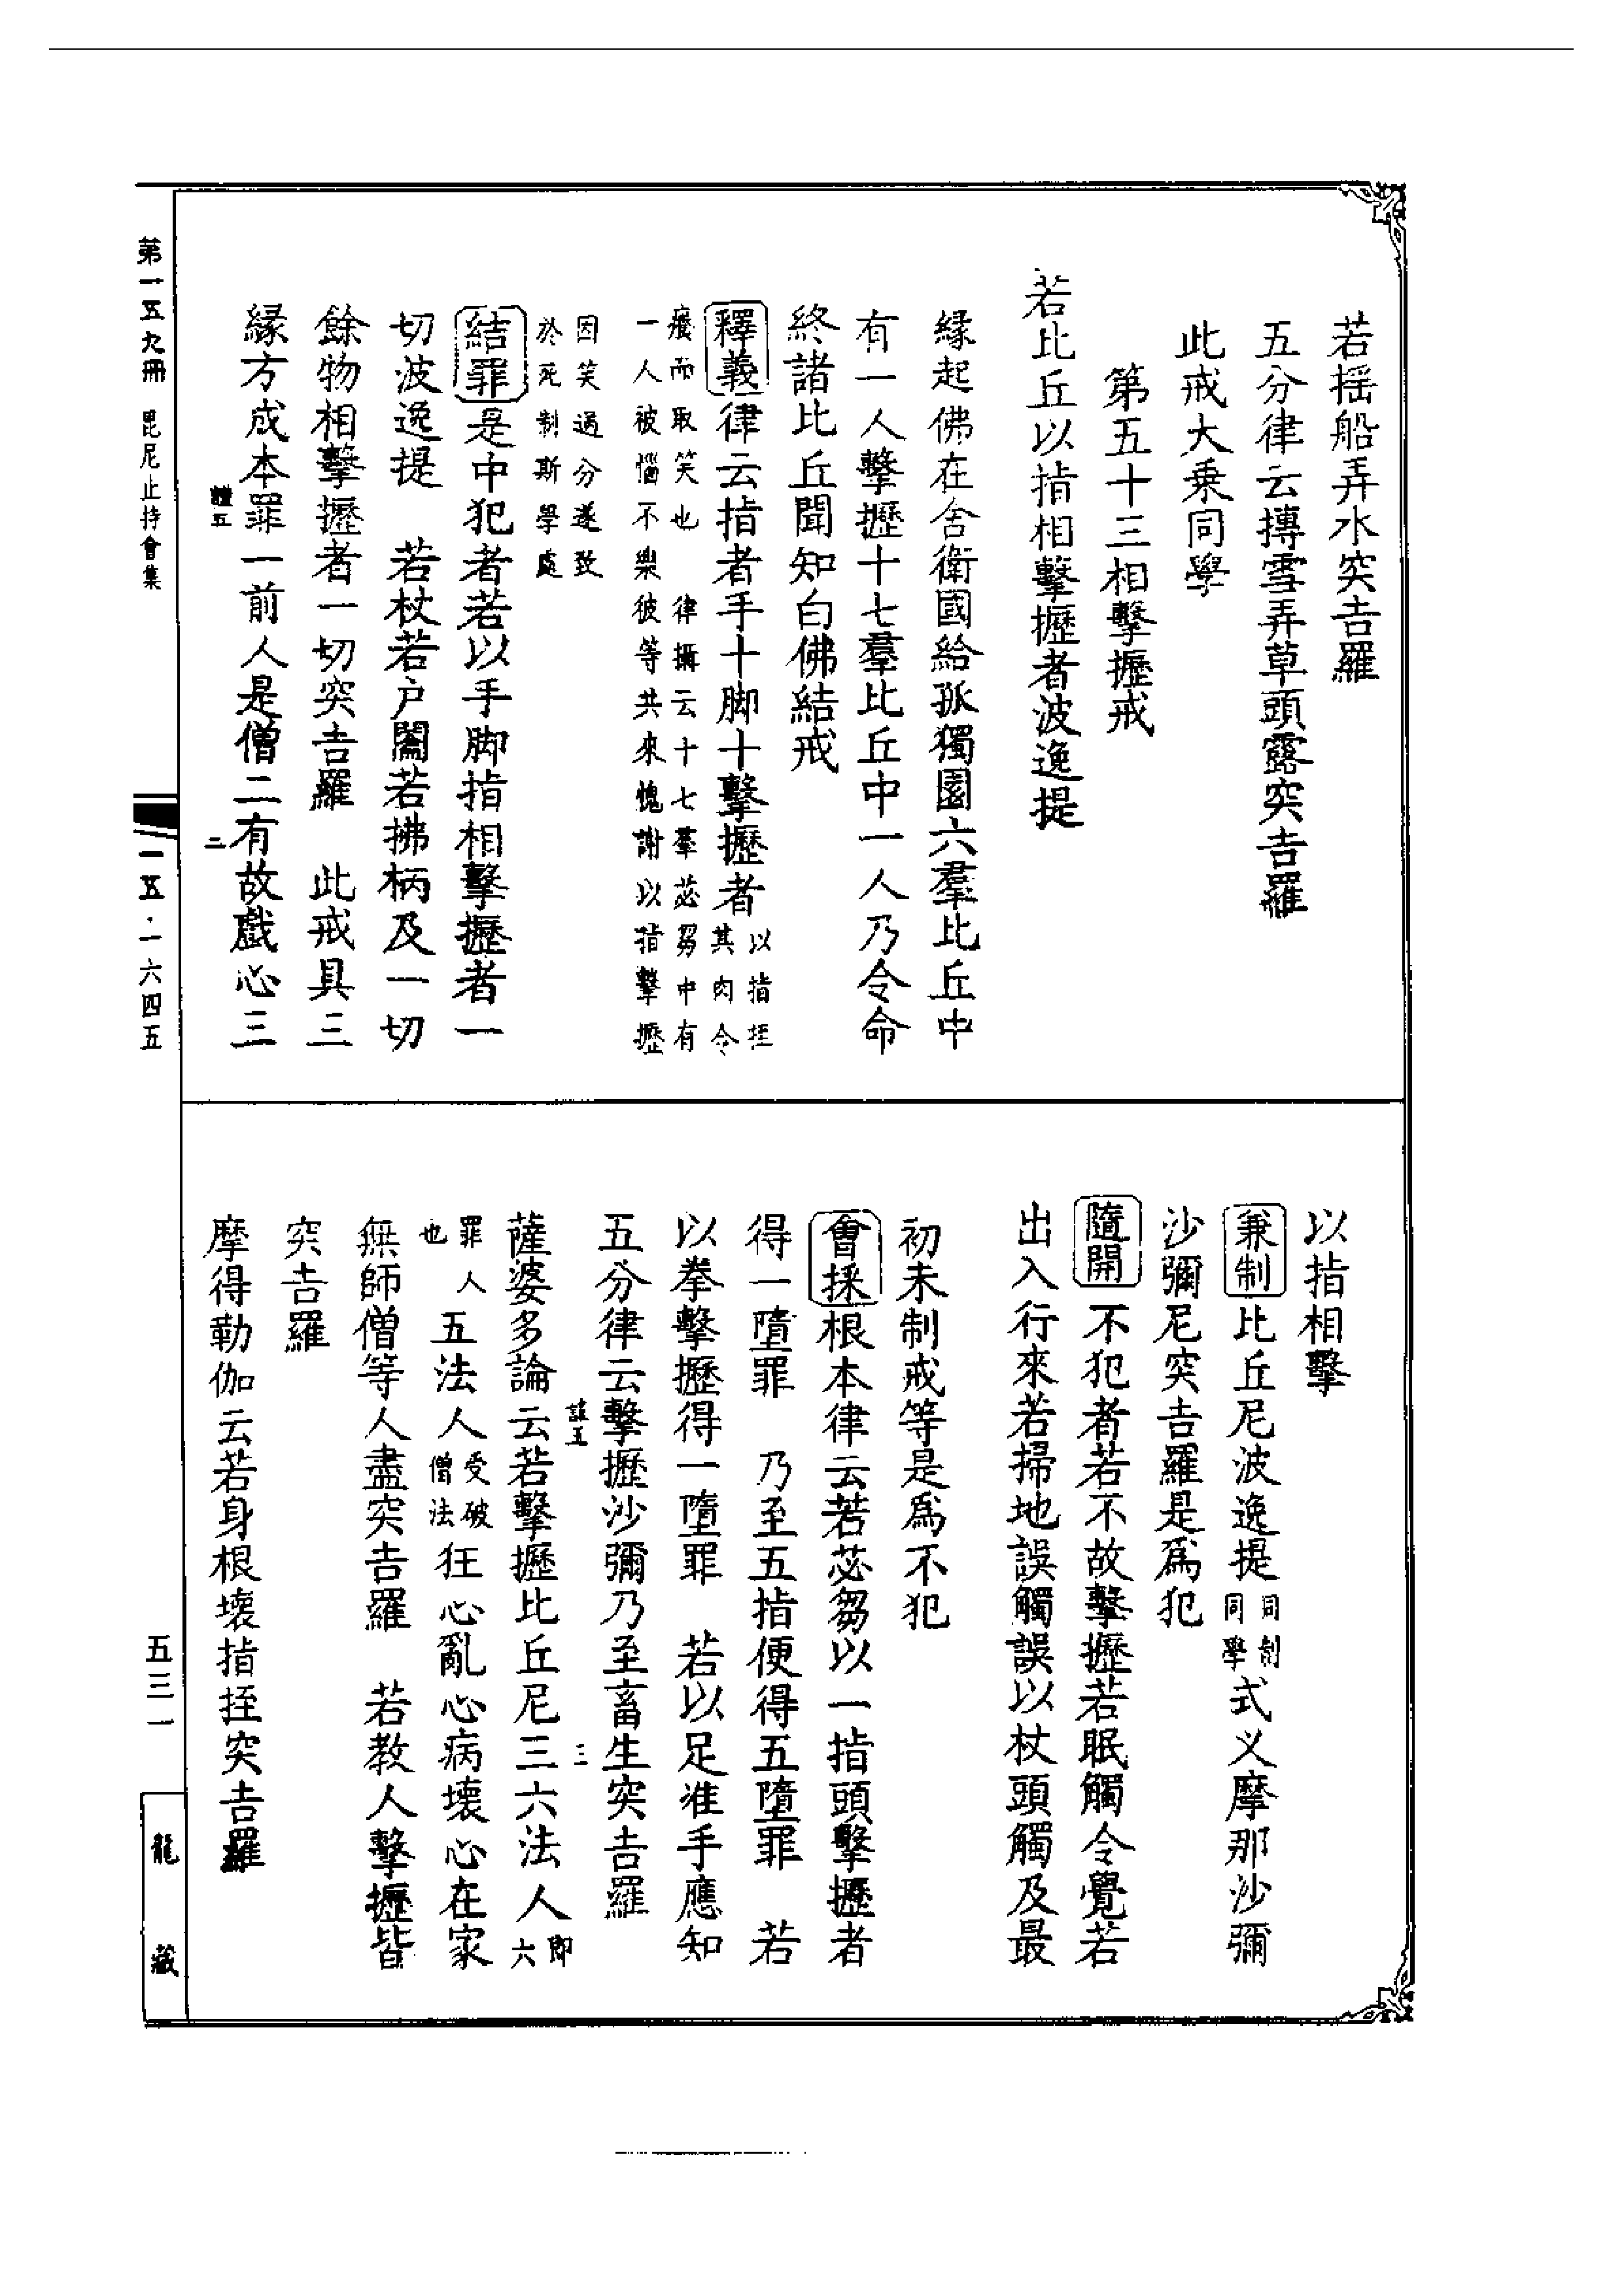 若揺船弄水突吉羅
五分律云摶雪弄草頭露突吉羅
此戒大乗同學
第五十三相擊攊戒
若比丘以指相擊攊者波逸提
緣起佛在舍衛國給孤獨園六羣比丘中
有一人擊攊十七羣比丘中一人乃令命
終諸比丘聞知白佛結戒
釋義律云指者手十脚十擊攊者以指挃
其肉令
癢而取笑也　律攝云十七羣苾芻中有
一人被惱不樂彼等共來愧謝以指擊攊
因笑過分遂致
於死制斯學處
結罪是中犯者若以手脚指相擊攊者一
切波逸提　若杖若戶闔若拂柄及一切
餘物相擊攊者一切突吉羅　此戒具三
緣方成本罪一前人是僧二有故戲心三
二
第一五九冊　毘尼止持會集
一五·一六四五
以指相擊
兼制比丘尼波逸提同制同學式义摩那沙彌
沙彌尼突吉羅是爲犯
隨開不犯者若不故擊攊若眠觸令覺若
出入行來若掃地誤觸誤以杖頭觸及最
初未制戒等是爲不犯
會採根本律云若苾芻以一指頭擊攊者
得一墮罪　乃至五指便得五墮罪　若
以拳擊攊得一墮罪　若以足准手應知
五分律云擊攊沙彌乃至畜生突吉羅
三
薩婆多論云若擊攊比丘尼三六法人即六
罪人也五法人受破僧法狂心亂心病壞心在家
無師僧等人盡突吉羅　若教人擊攊皆
突吉羅
摩得勒伽云若身根壞指挃突吉羅
五三一
龍藏